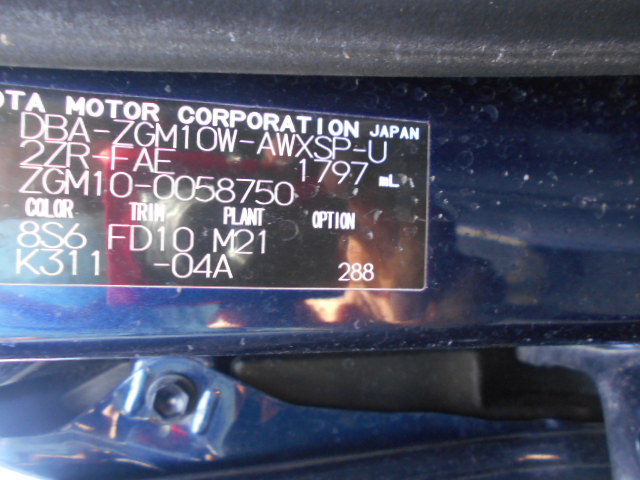 OTA MOTOR CORPORATION JAPAN
DBA-ZGM10W-AWXSP-U
2ZR-FAE 1797 mL
ZGM10-0058750
COLOR TRIM PLANT OPTION
8S6 FD10 M21
K311 -04A 288